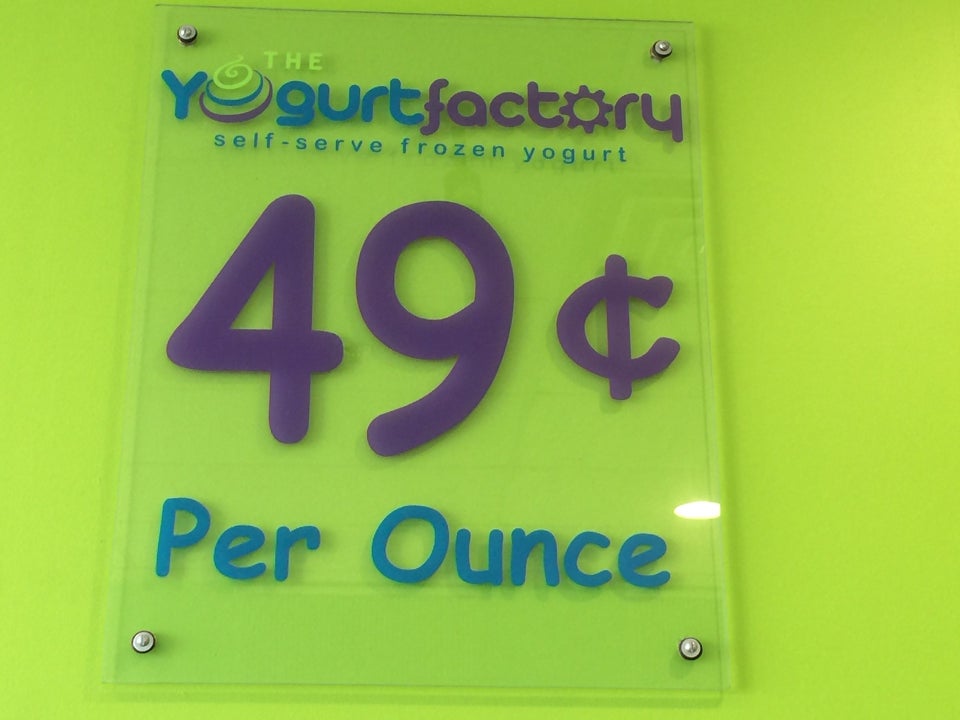 THE
Yogurtfactory
self-serve frozen yogurt
49¢
Per Ounce